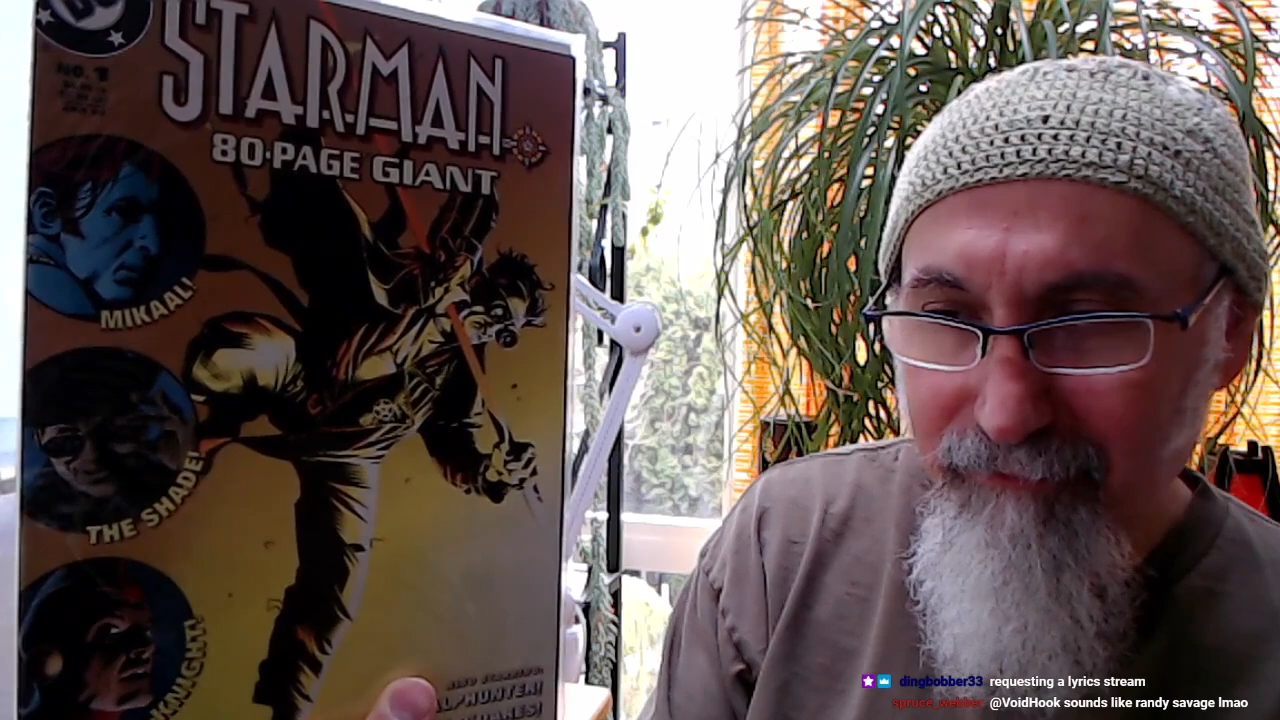 STARMAN
80-PAGE GIANT
NO. 1
MIKAAL!
THE SHADE!
dingbobber33 requesting a lyrics stream
spruce_webber @VoidHook sounds like randy savage lmao